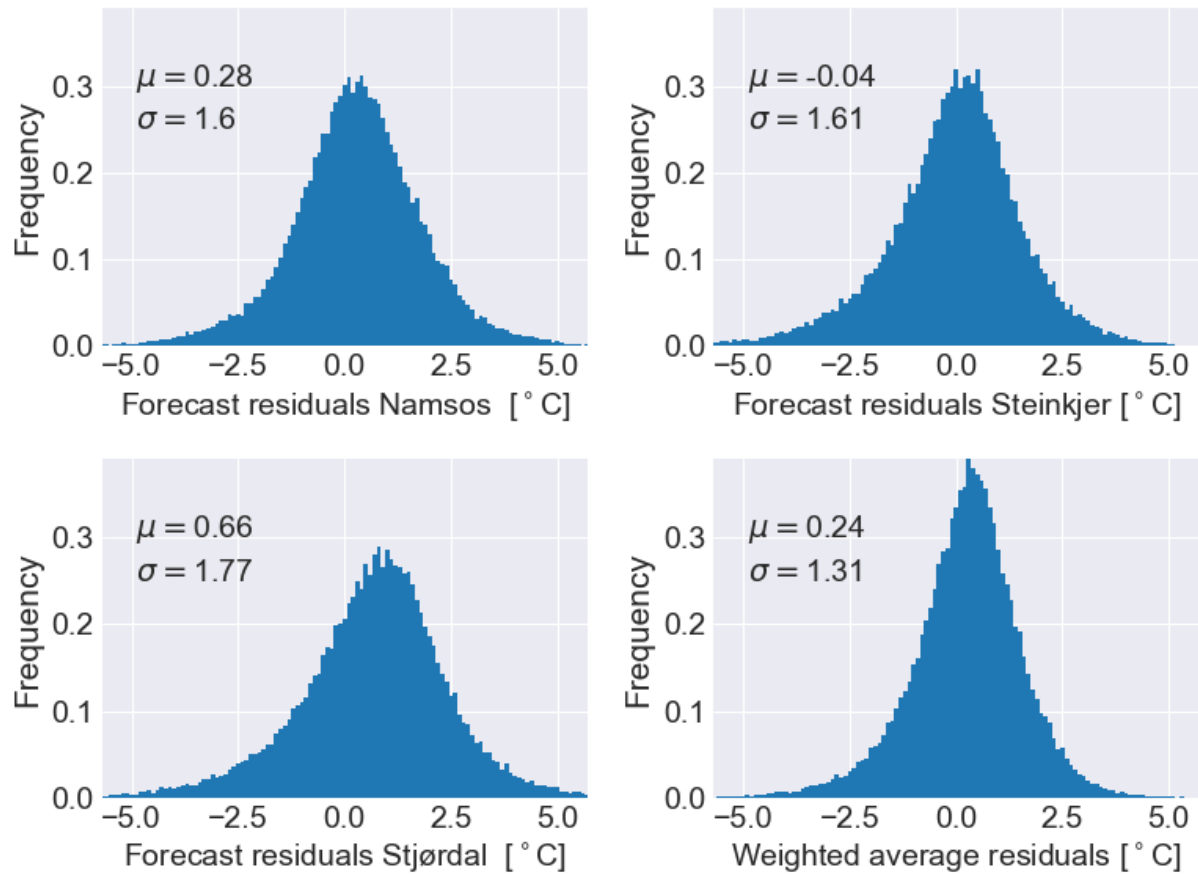 0.3
0.2
0.1
0.0
Frequency
μ = 0.28
σ = 1.6
−5.0 −2.5 0.0 2.5 5.0
Forecast residuals Namsos [°C]
0.3
0.2
0.1
0.0
Frequency
μ = -0.04
σ = 1.61
−5.0 −2.5 0.0 2.5 5.0
Forecast residuals Steinkjer [°C]
0.3
0.2
0.1
0.0
Frequency
μ = 0.66
σ = 1.77
−5.0 −2.5 0.0 2.5 5.0
Forecast residuals Stjørdal [°C]
0.3
0.2
0.1
0.0
Frequency
μ = 0.24
σ = 1.31
−5.0 −2.5 0.0 2.5 5.0
Weighted average residuals [°C]